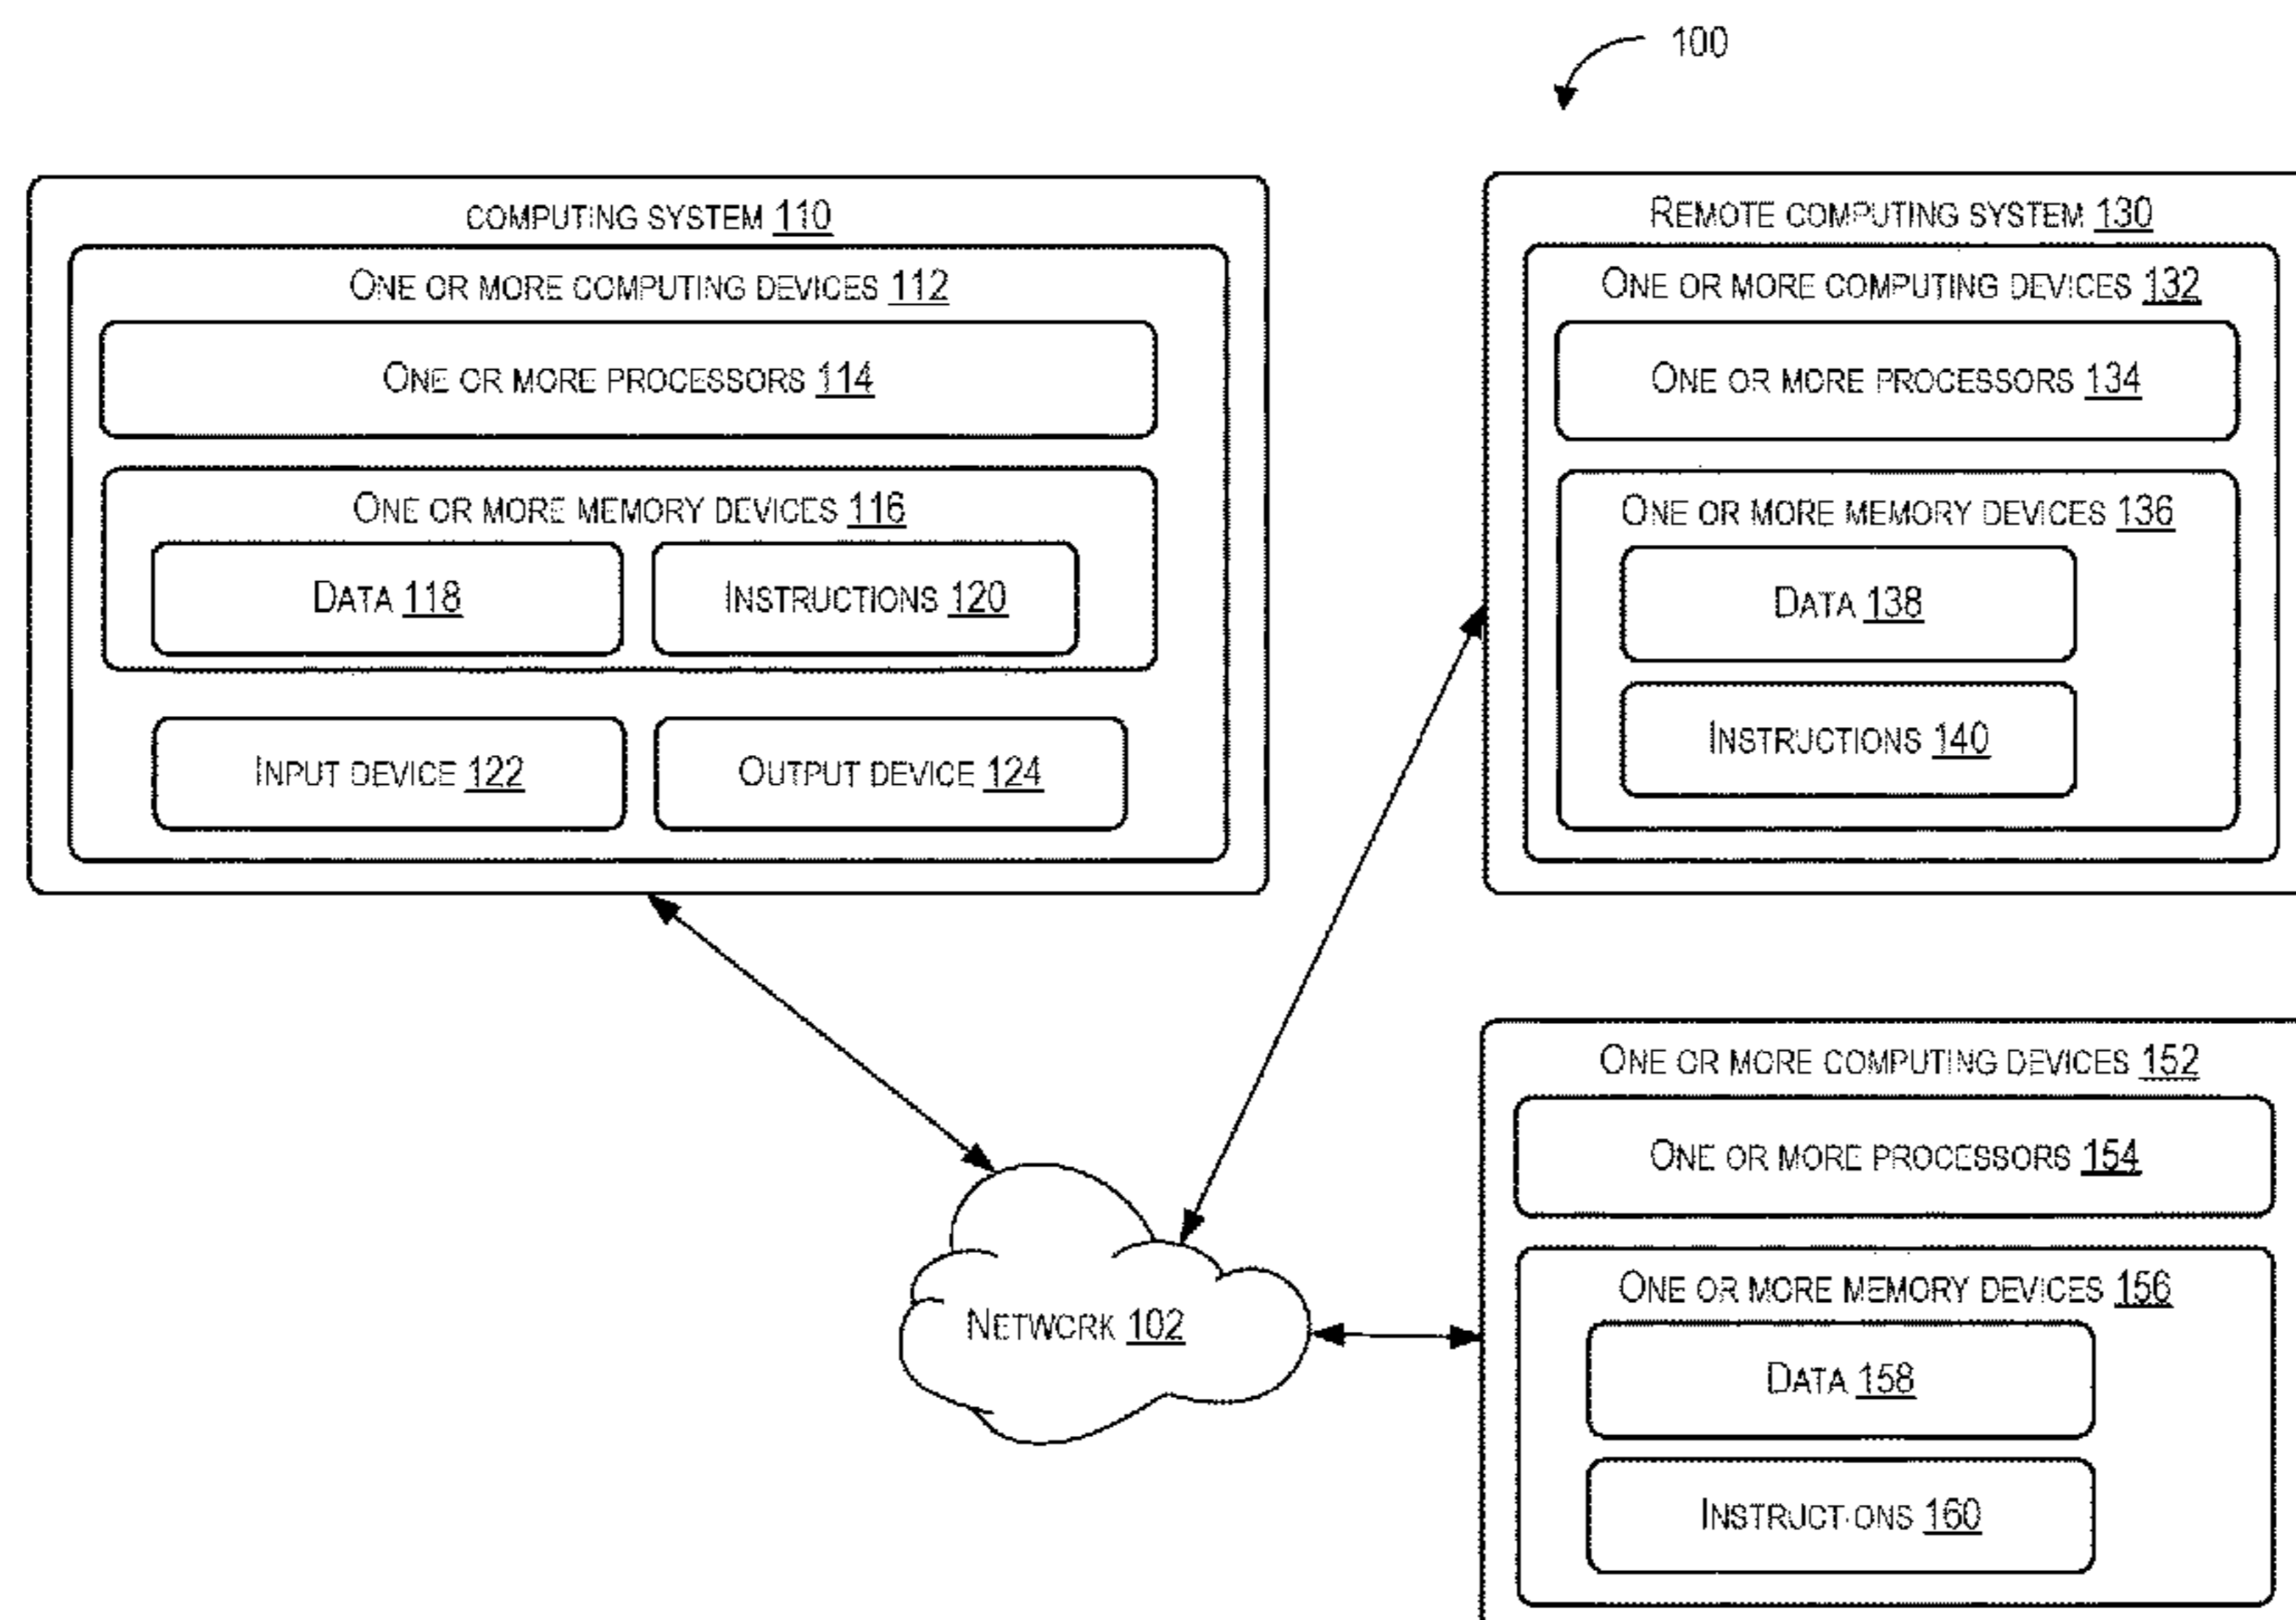 100
COMPUTING SYSTEM 110
ONE OR MORE COMPUTING DEVICES 112
ONE OR MORE PROCESSORS 114
ONE OR MORE MEMORY DEVICES 116
DATA 118
INSTRUCTIONS 120
INPUT DEVICE 122
OUTPUT DEVICE 124
REMOTE COMPUTING SYSTEM 130
ONE OR MORE COMPUTING DEVICES 132
ONE OR MORE PROCESSORS 134
ONE OR MORE MEMORY DEVICES 136
DATA 138
INSTRUCTIONS 140
NETWORK 102
ONE OR MORE COMPUTING DEVICES 152
ONE OR MORE PROCESSORS 154
ONE OR MORE MEMORY DEVICES 156
DATA 158
INSTRUCTIONS 160